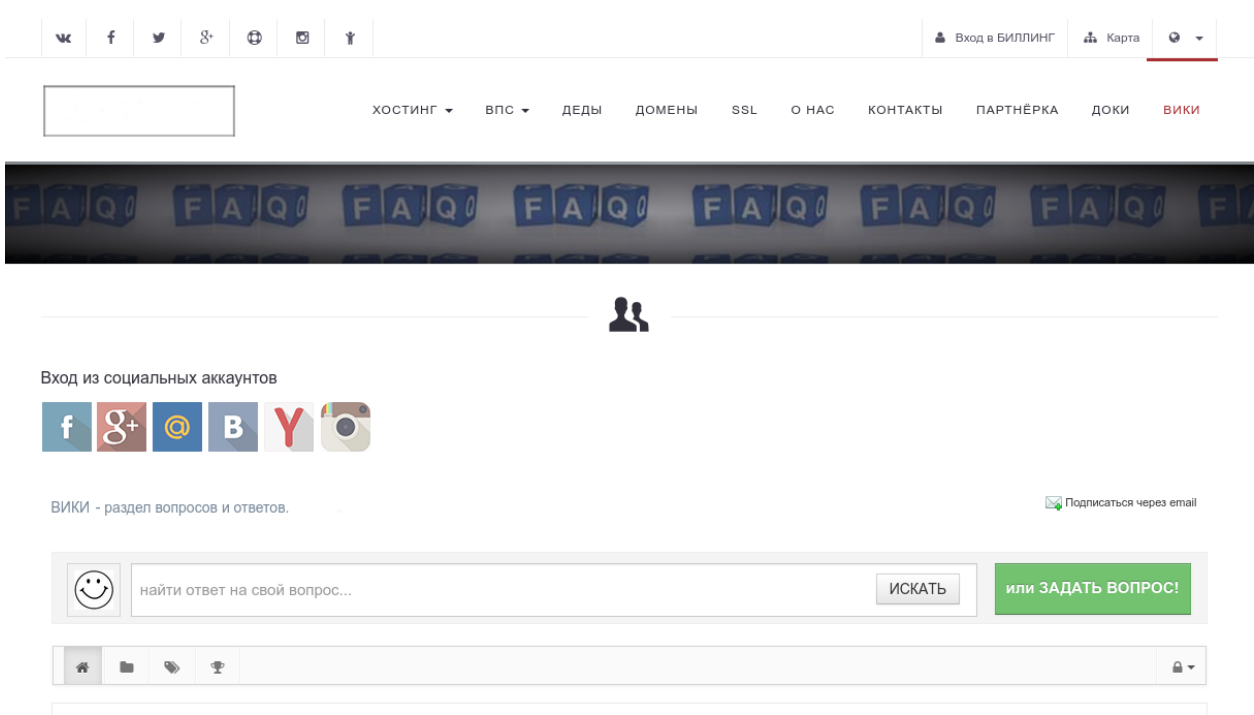 Вход в БИЛЛИНГ Карта
ХОСТИНГ ВПС ДЕДЫ ДОМЕНЫ SSL О НАС КОНТАКТЫ ПАРТНЁРКА ДОКИ ВИКИ
FAQ FAQ FAQ FAQ FAQ FAQ FAQ F
Вход из социальных аккаунтов
ВИКИ - раздел вопросов и ответов.
Подписаться через email
найти ответ на свой вопрос... ИСКАТЬ или ЗАДАТЬ ВОПРОС!